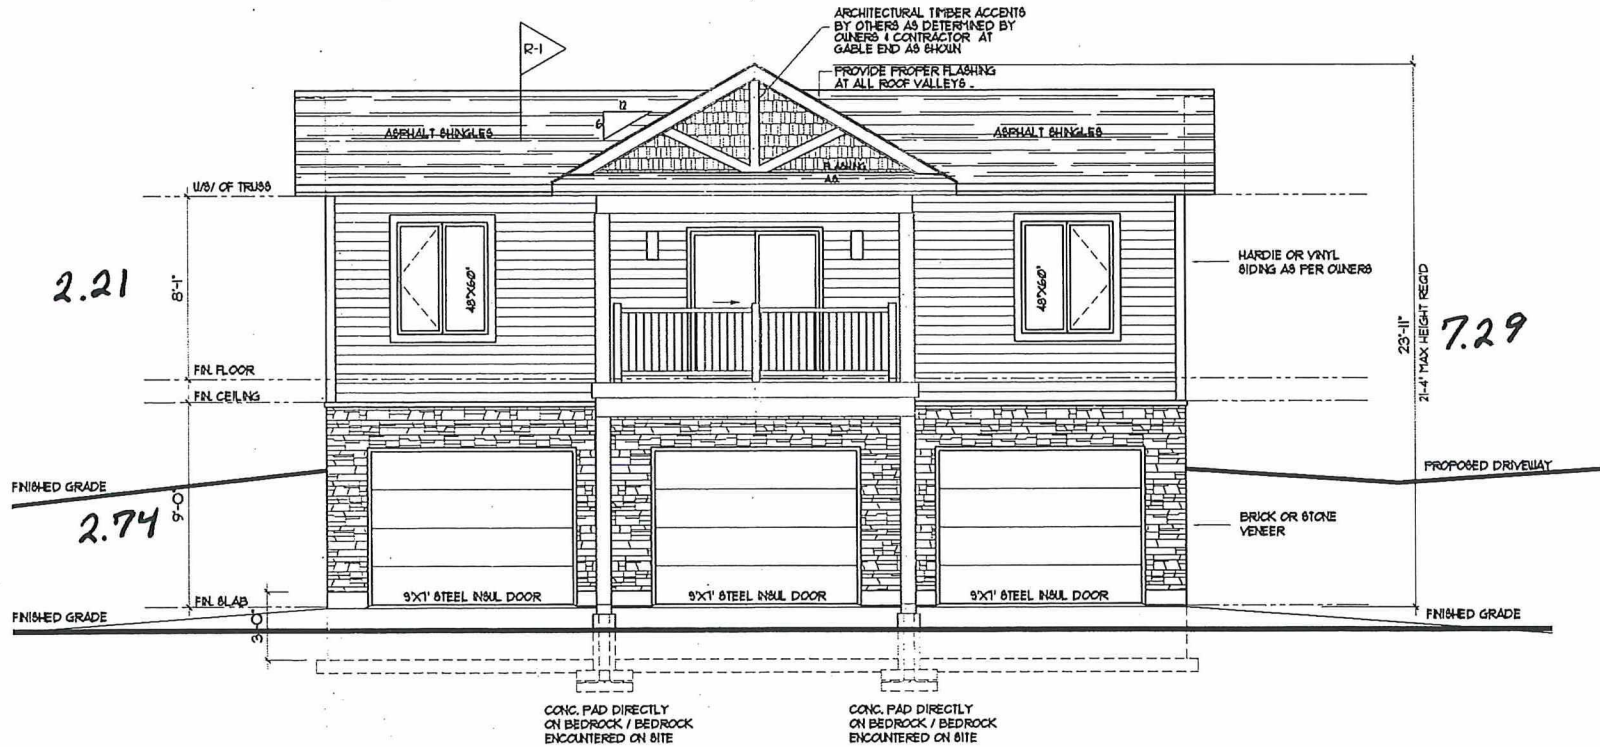 ARCHITECTURAL TIMBER ACCENTS
BY OTHERS AS DETERMINED BY
OWNERS & CONTRACTOR AT
GABLE END AS SHOWN
R-1
PROVIDE PROPER FLASHING
AT ALL ROOF VALLEYS.
12
6
ASPHALT SHINGLES
ASPHALT SHINGLES
FLASHING
U/S/ OF TRUSS
HARDIE OR VINYL
SIDING AS PER OWNERS
2.21
8'-1"
48"X60"
48"X60"
23'-11"
21'-4" MAX HEIGHT REQ'D
7.29
FIN. FLOOR
FIN. CEILING
PROPOSED DRIVEWAY
FINISHED GRADE
9'-0"
2.74
BRICK OR STONE
VENEER
FIN. SLAB
9'X7' STEEL INSUL DOOR
9'X7' STEEL INSUL DOOR
9'X7' STEEL INSUL DOOR
FINISHED GRADE
3'-0"
FINISHED GRADE
CONC. PAD DIRECTLY
ON BEDROCK / BEDROCK
ENCOUNTERED ON SITE
CONC. PAD DIRECTLY
ON BEDROCK / BEDROCK
ENCOUNTERED ON SITE